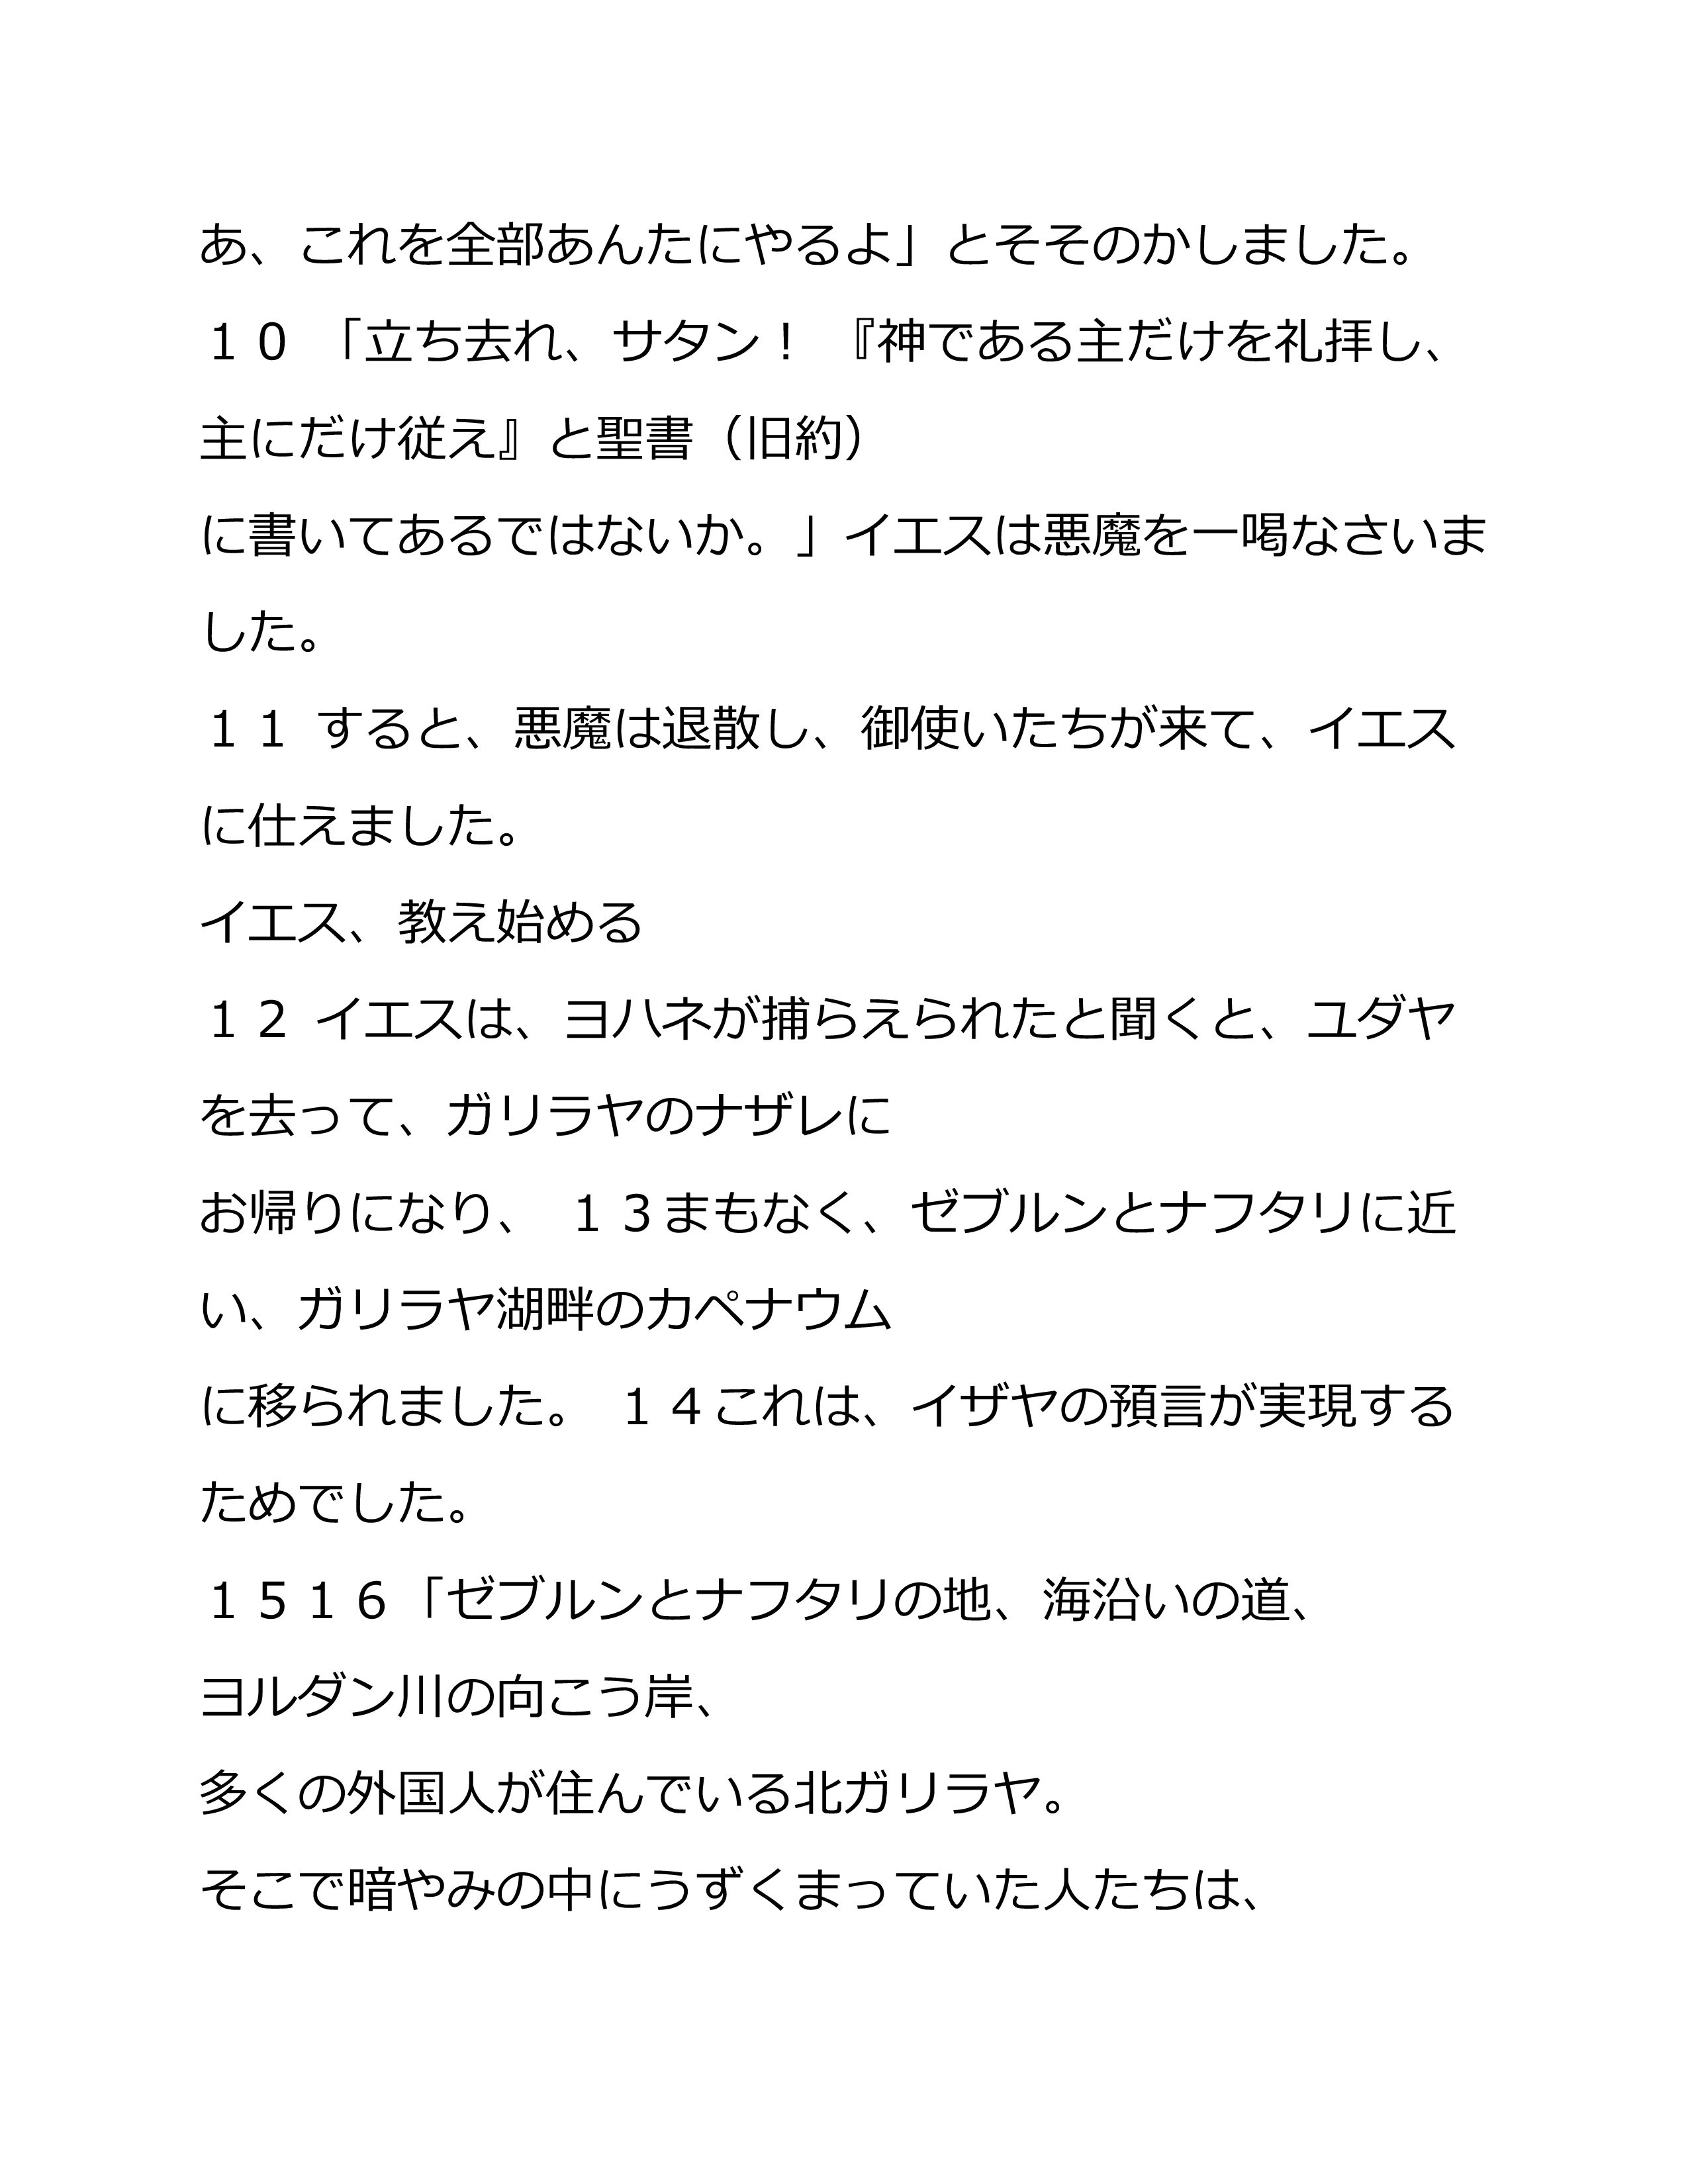 あ、これを全部あんたにやるよ」とそそのかしました。
１０ 「立ち去れ、サタン！ 『神である主だけを礼拝し、
主にだけ従え』と聖書（旧約）
に書いてあるではないか。」イエスは悪魔を一喝なさいま
した。
１１ すると、悪魔は退散し、御使いたちが来て、イエス
に仕えました。
イエス、教え始める
１２ イエスは、ヨハネが捕らえられたと聞くと、ユダヤ
を去って、ガリラヤのナザレに
お帰りになり、 １３まもなく、ゼブルンとナフタリに近
い、ガリラヤ湖畔のカペナウム
に移られました。 １４これは、イザヤの預言が実現する
ためでした。
１５１６「ゼブルンとナフタリの地、海沿いの道、
ヨルダン川の向こう岸、
多くの外国人が住んでいる北ガリラヤ。
そこで暗やみの中にうずくまっていた人たちは、